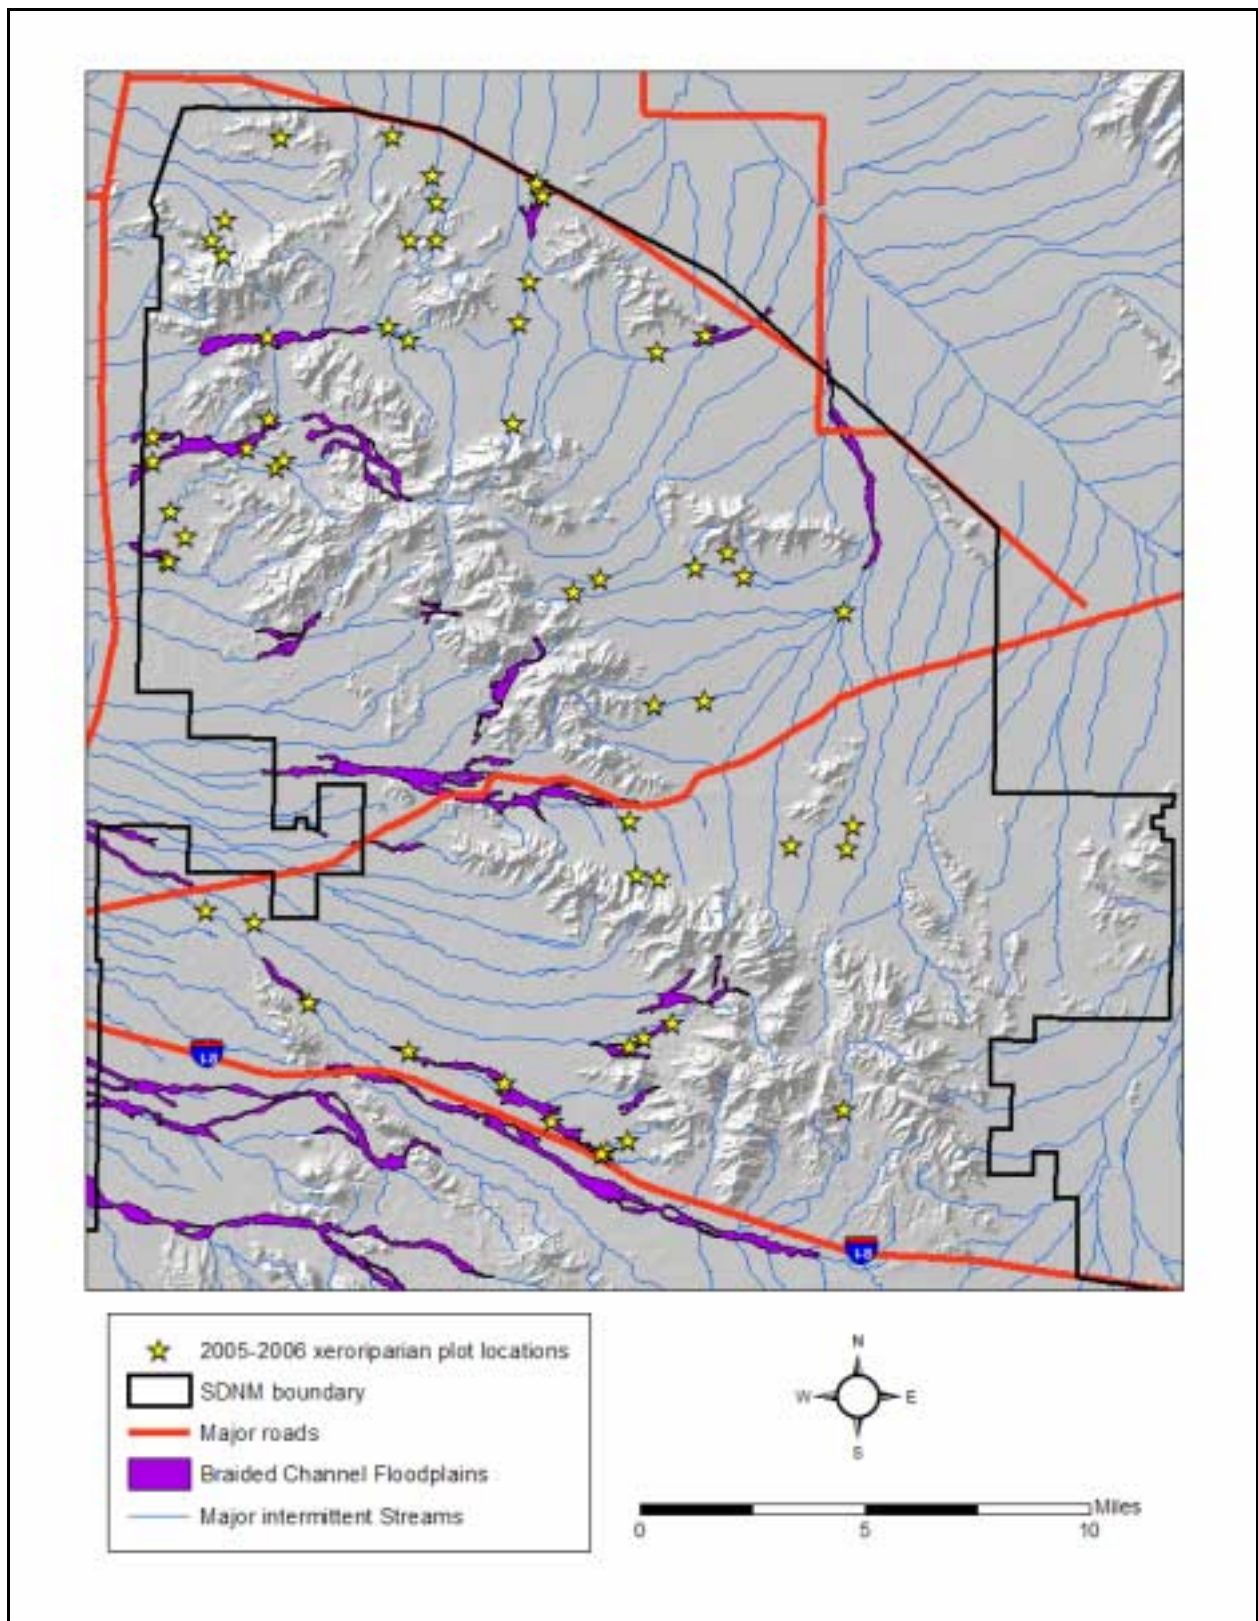 I-8
I-8
2005-2006 xeroriparian plot locations
SDNM boundary
Major roads
Braided Channel Floodplains
Major intermittent Streams
N
W E
S
Miles
0 5 10